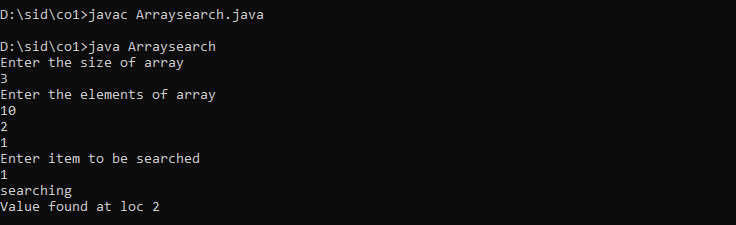 D:\sid\co1>javac Arraysearch.java
D:\sid\co1>java Arraysearch
Enter the size of array
3
Enter the elements of array
10
2
1
Enter item to be searched
1
searching
Value found at loc 2